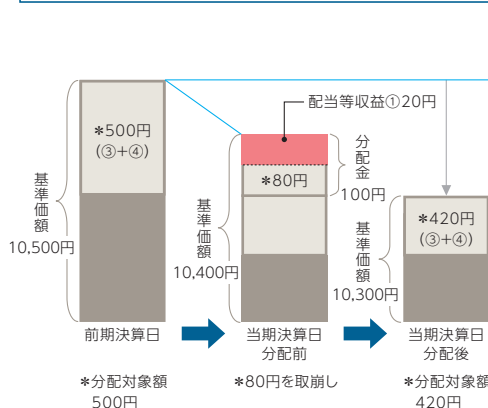 配当等収益①20円
*500円
(③+④)
基準価額
10,500円
分配金
100円
*80円
基準価額
10,400円
*420円
(③+④)
基準価額
10,300円
前期決算日
当期決算日
分配前
当期決算日
分配後
*分配対象額
500円
*80円を取崩し
*分配対象額
420円